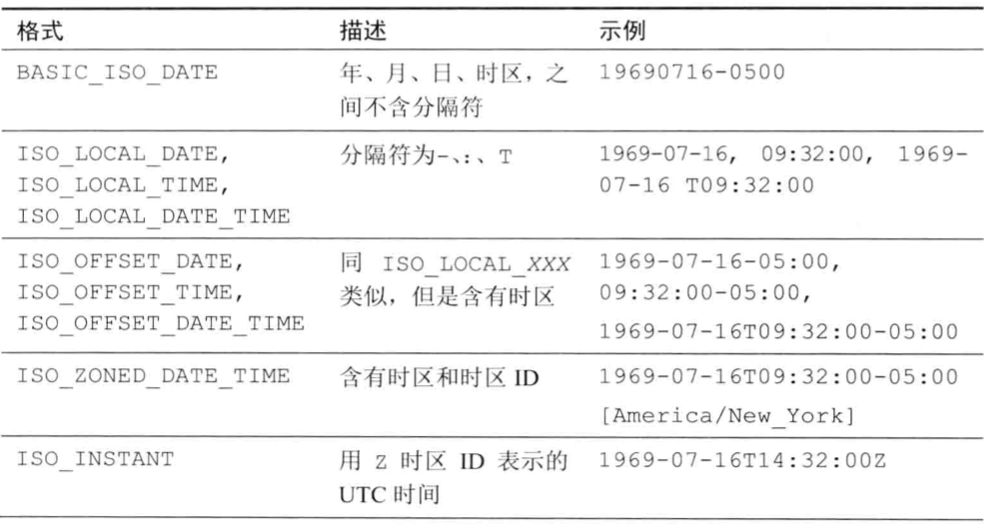 格式 描述 示例
BASIC_ISO_DATE 年、月、日、时区，之 19690716-0500
间不含分隔符
ISO_LOCAL_DATE, 分隔符为-、:、T 1969-07-16, 09:32:00, 1969-
ISO_LOCAL_TIME, 07-16 T09:32:00
ISO_LOCAL_DATE_TIME
ISO_OFFSET_DATE, 同 ISO_LOCAL_XXX 1969-07-16-05:00,
ISO_OFFSET_TIME, 类似，但是含有时区 09:32:00-05:00,
ISO_OFFSET_DATE_TIME 1969-07-16T09:32:00-05:00
ISO_ZONED_DATE_TIME 含有时区和时区 ID 1969-07-16T09:32:00-05:00
[America/New_York]
ISO_INSTANT 用 Z 时区 ID 表示的 1969-07-16T14:32:00Z
UTC 时间